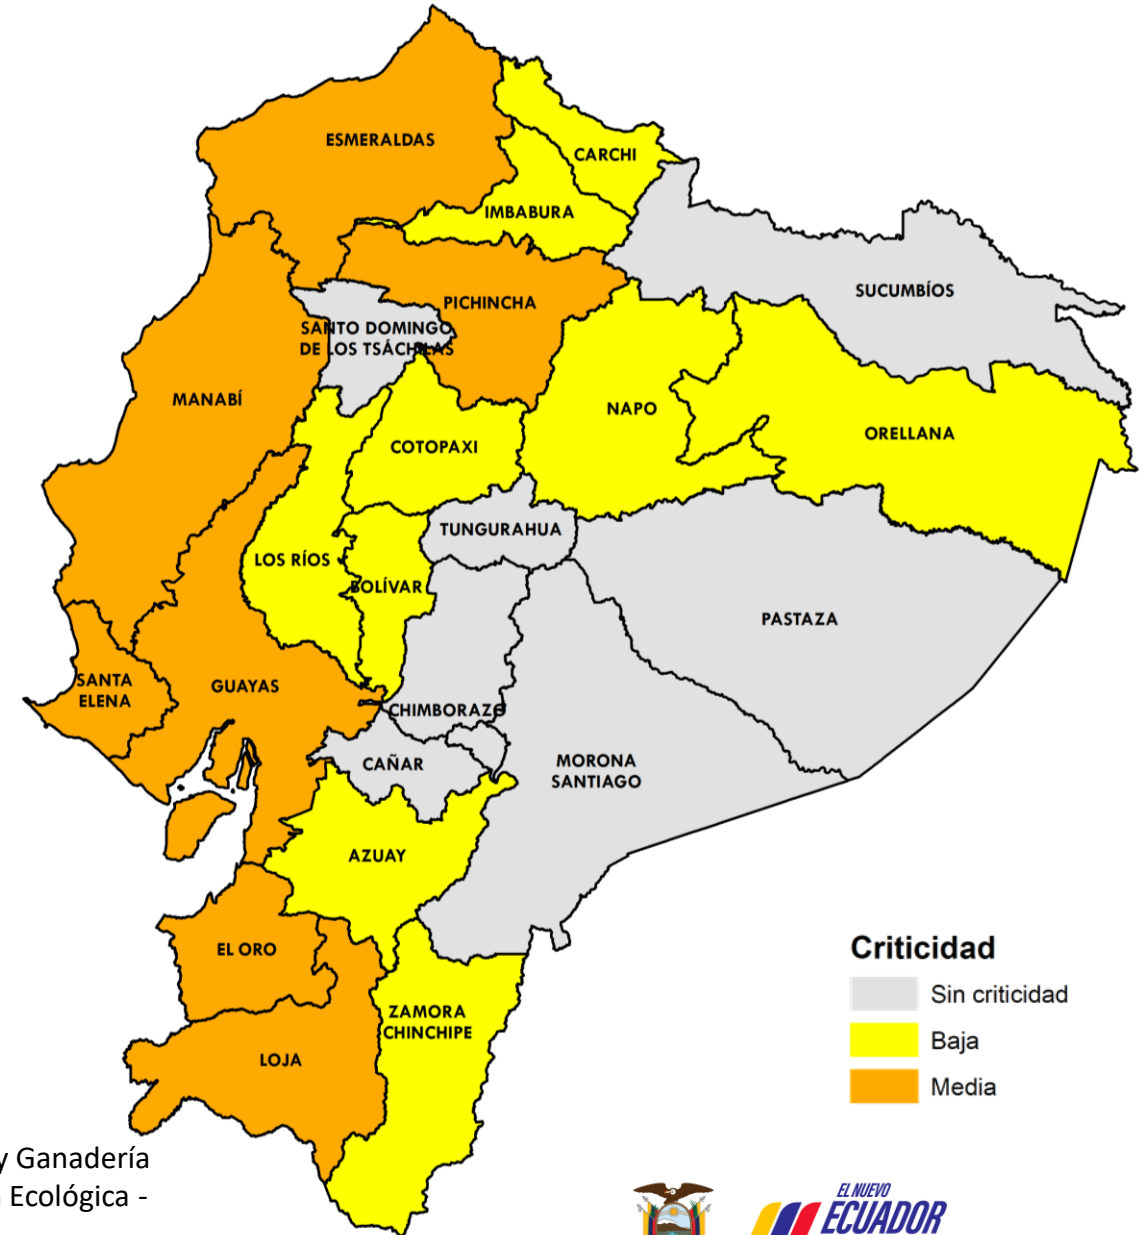 ESMERALDAS
CARCHI
IMBABURA
SUCUMBÍOS
PICHINCHA
SANTO DOMINGO
DE LOS TSÁCHILAS
MANABÍ
NAPO
ORELLANA
COTOPAXI
TUNGURAHUA
LOS RÍOS
BOLÍVAR
PASTAZA
SANTA
ELENA
GUAYAS
CHIMBORAZO
CAÑAR
MORONA
SANTIAGO
AZUAY
EL ORO
ZAMORA
CHINCHIPE
LOJA
Criticidad
Sin criticidad
Baja
Media
y Ganadería
Ecológica -
EL NUEVO
ECUADOR